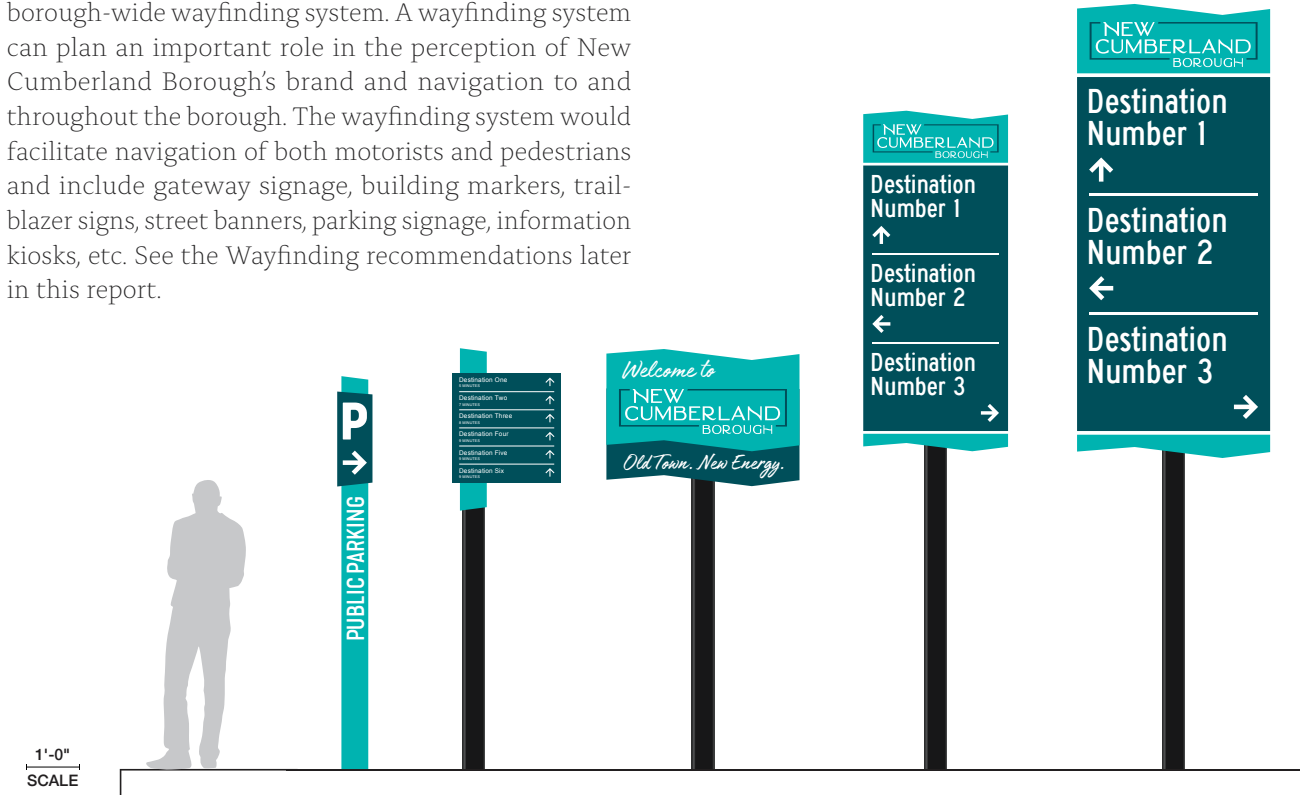 borough-wide wayfinding system. A wayfinding system
can plan an important role in the perception of New
Cumberland Borough's brand and navigation to and
throughout the borough. The wayfinding system would
facilitate navigation of both motorists and pedestrians
and include gateway signage, building markers, trail-
blazer signs, street banners, parking signage, information
kiosks, etc. See the Wayfinding recommendations later
in this report.
P
PUBLIC PARKING
Destination One
Destination Two
7 MINUTES
Destination Three
Destination Four
Destination Five
Destination Six
Welcome to
NEW
CUMBERLAND
BOROUGH
Old Town. New Energy.
NEW
CUMBERLAND
BOROUGH
Destination
Number 1
Destination
Number 2
Destination
Number 3
NEW
CUMBERLAND
BOROUGH
Destination
Number 1
Destination
Number 2
Destination
Number 3
1'-0"
SCALE